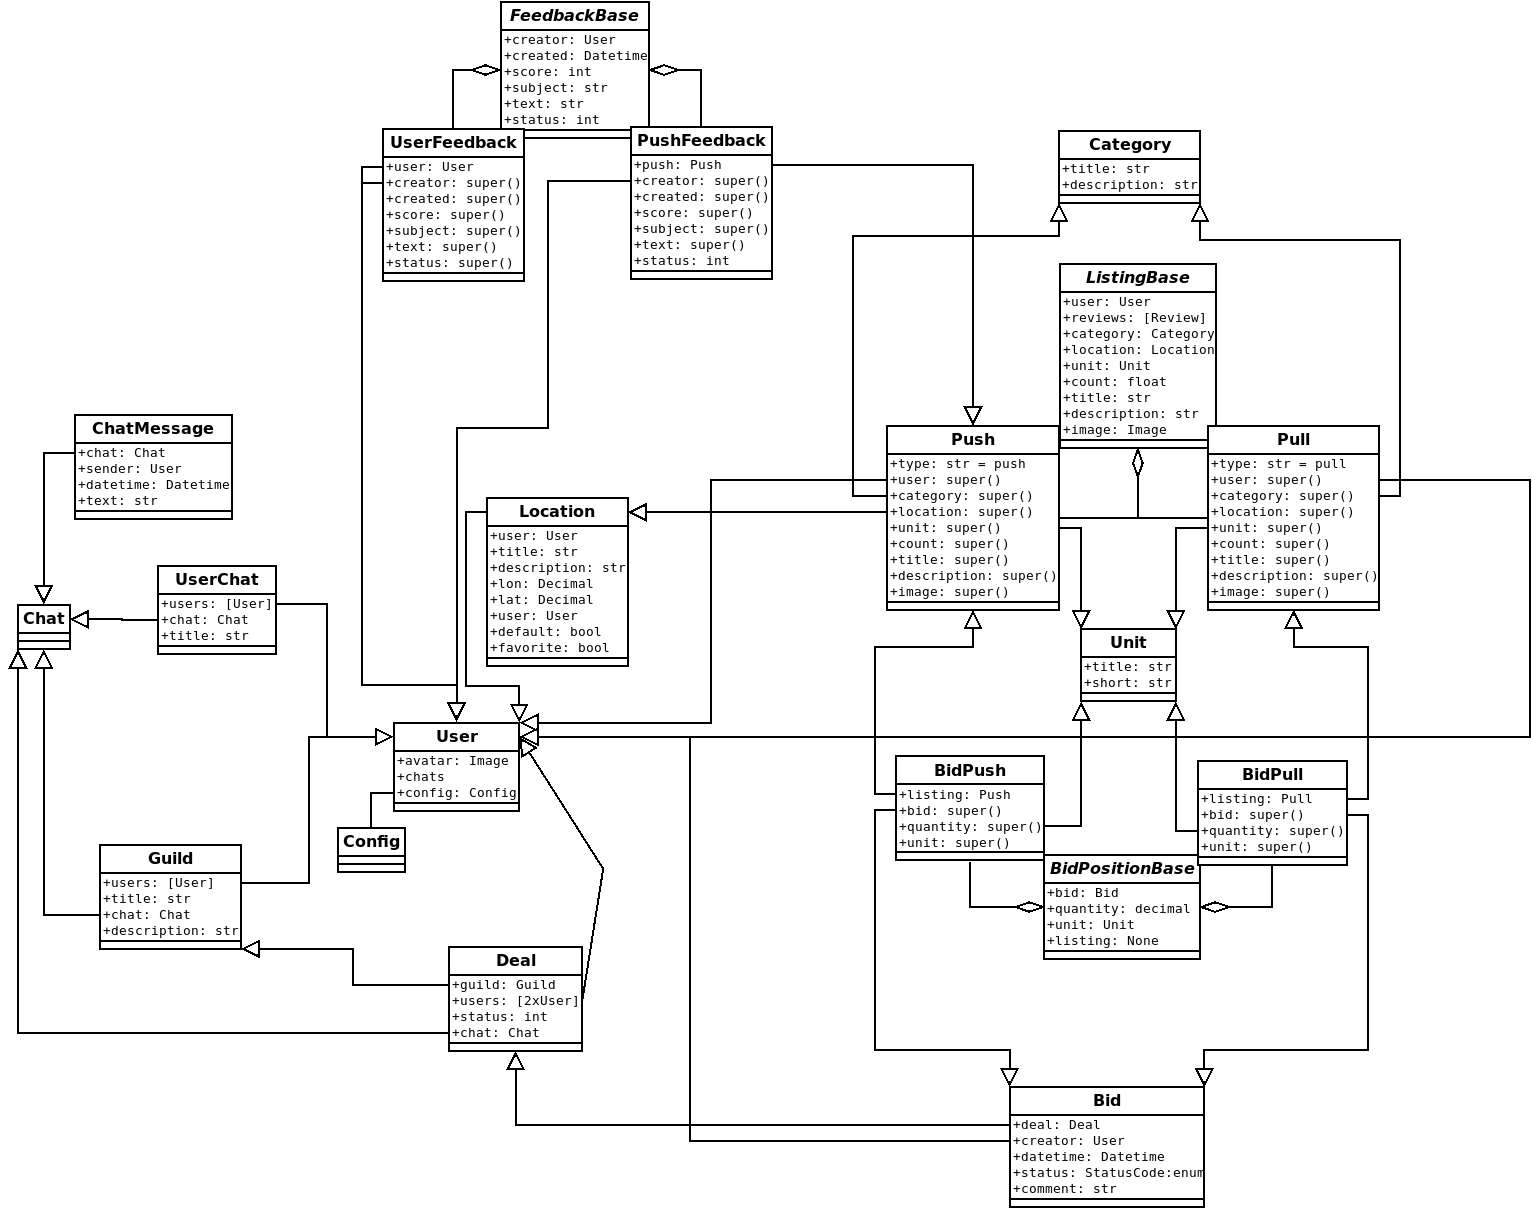 FeedbackBase
+creator: User
+created: Datetime
+score: int
+subject: str
+text: str
+status: int
UserFeedback
+user: User
+creator: super()
+created: super()
+score: super()
+subject: super()
+text: super()
+status: super()
PushFeedback
+push: Push
+creator: super()
+created: super()
+score: super()
+subject: super()
+text: super()
+status: int
Category
+title: str
+description: str
ListingBase
+user: User
+reviews: [Review]
+category: Category
+location: Location
+unit: Unit
+count: float
+title: str
+description: str
+image: Image
ChatMessage
+chat: Chat
+sender: User
+datetime: Datetime
+text: str
Push
+type: str = push
+user: super()
+category: super()
+location: super()
+unit: super()
+count: super()
+title: super()
+description: super()
+image: super()
Pull
+type: str = pull
+user: super()
+category: super()
+location: super()
+unit: super()
+count: super()
+title: super()
+description: super()
+image: super()
Location
+user: User
+title: str
+description: str
+lon: Decimal
+lat: Decimal
+user: User
+default: bool
+favorite: bool
UserChat
+users: [User]
+chat: Chat
+title: str
Chat
Unit
+title: str
+short: str
User
+avatar: Image
+chats
+config: Config
Config
BidPush
+listing: Push
+bid: super()
+quantity: super()
+unit: super()
BidPull
+listing: Pull
+bid: super()
+quantity: super()
+unit: super()
BidPositionBase
+bid: Bid
+quantity: decimal
+unit: Unit
+listing: None
Guild
+users: [User]
+title: str
+chat: Chat
+description: str
Deal
+guild: Guild
+users: [2xUser]
+status: int
+chat: Chat
Bid
+deal: Deal
+creator: User
+datetime: Datetime
+status: StatusCode:enum
+comment: str